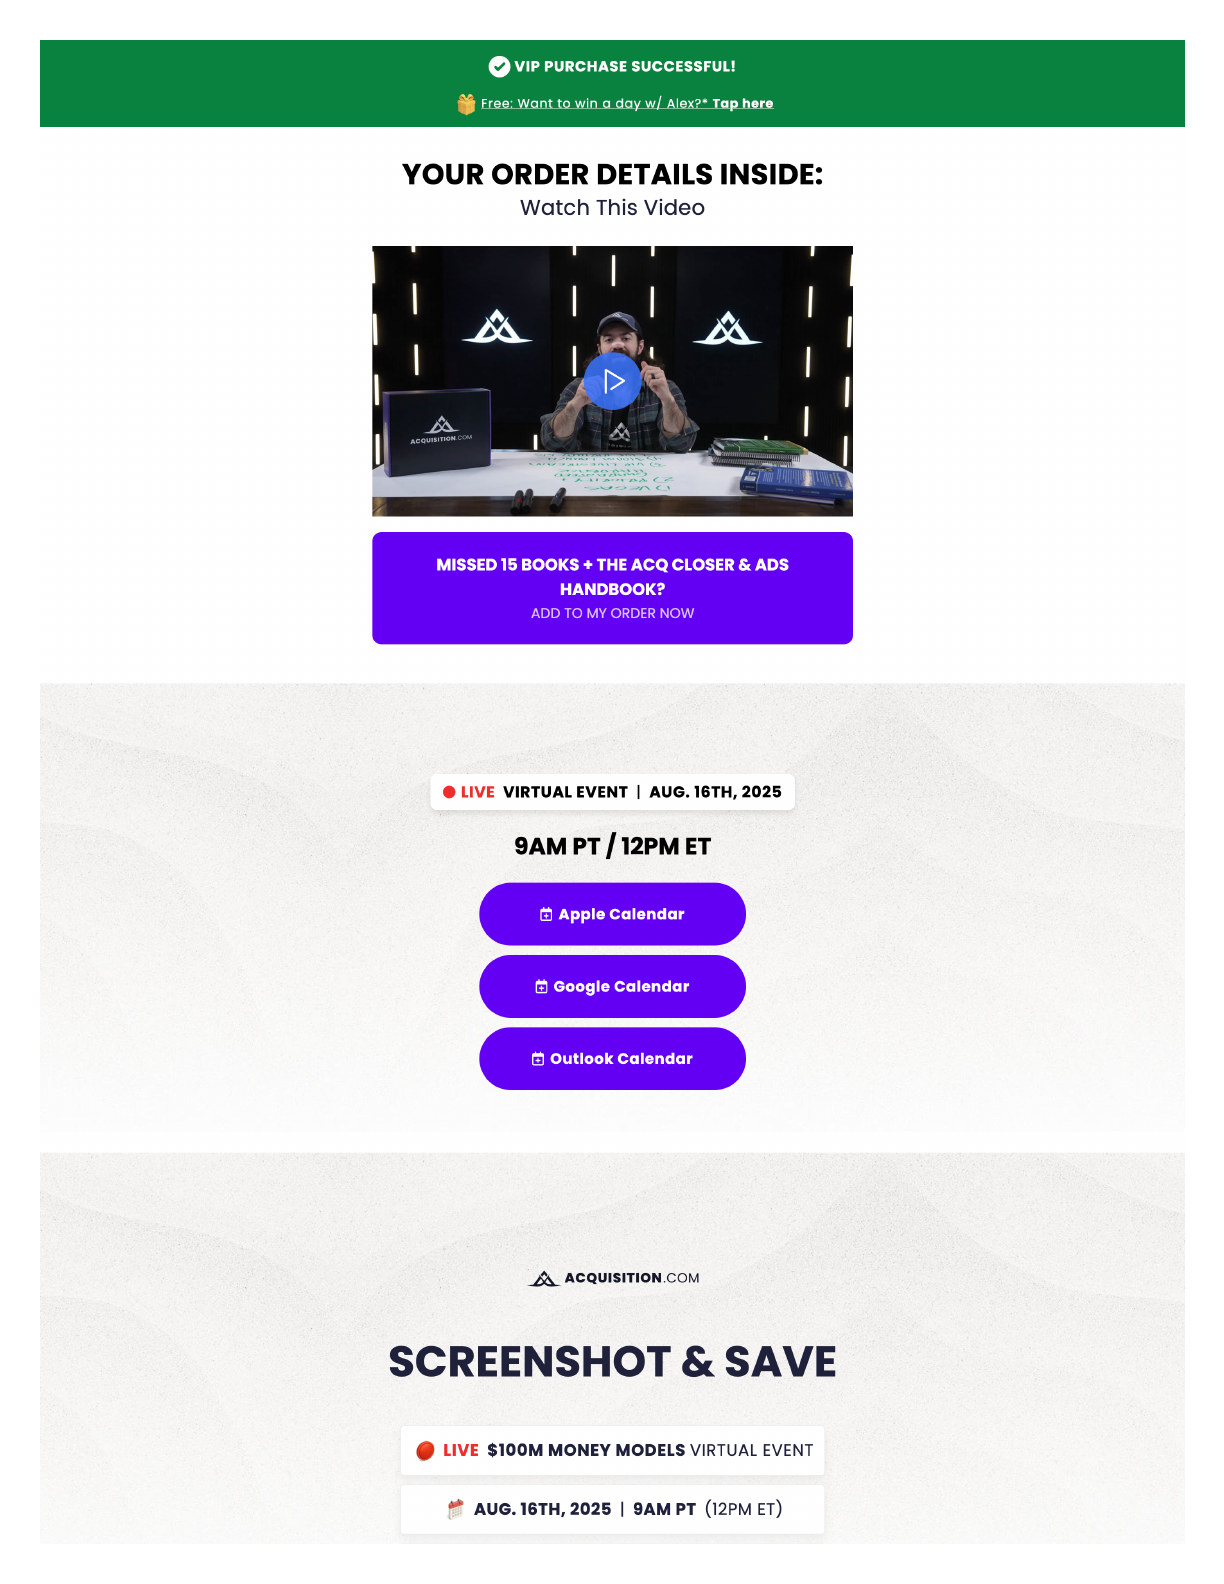 VIP PURCHASE SUCCESSFUL!
Free: Want to win a day w/ Alex?* Tap here
YOUR ORDER DETAILS INSIDE:
Watch This Video
ACQUISITION.COM
MISSED 15 BOOKS + THE ACQ CLOSER & ADS
HANDBOOK?
ADD TO MY ORDER NOW
LIVE VIRTUAL EVENT | AUG. 16TH, 2025
9AM PT / 12PM ET
Apple Calendar
Google Calendar
Outlook Calendar
ACQUISITION.COM
SCREENSHOT & SAVE
LIVE $100M MONEY MODELS VIRTUAL EVENT
AUG. 16TH, 2025 | 9AM PT (12PM ET)